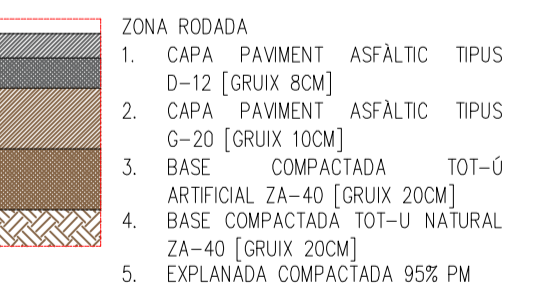 ZONA RODADA
1. CAPA PAVIMENT ASFÀLTIC TIPUS
D-12 [GRUIX 8CM]
2. CAPA PAVIMENT ASFÀLTIC TIPUS
G-20 [GRUIX 10CM]
3. BASE COMPACTADA TOT-Ú
ARTIFICIAL ZA-40 [GRUIX 20CM]
4. BASE COMPACTADA TOT-U NATURAL
ZA-40 [GRUIX 20CM]
5. EXPLANADA COMPACTADA 95% PM